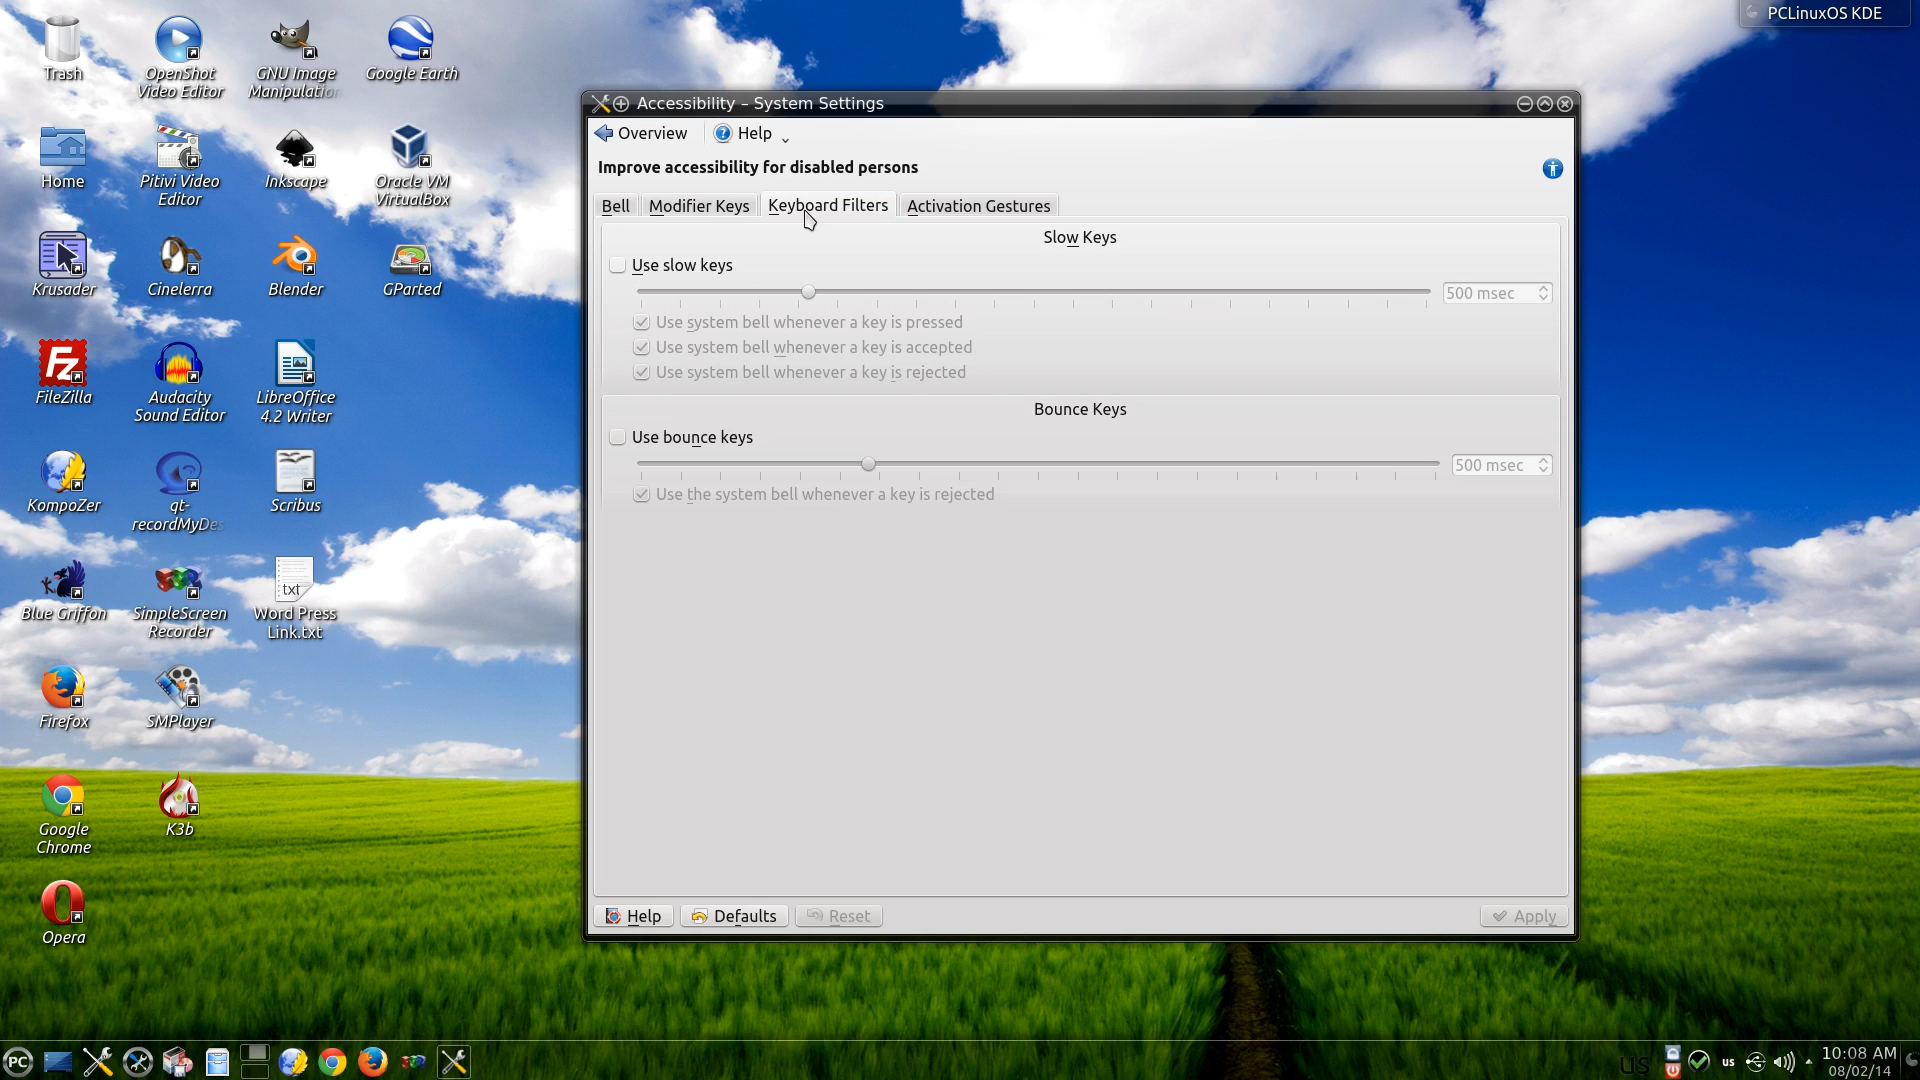 PCLinuxOS KDE
Trash
OpenShot
Video Editor
GNU Image
Manipulation
Google Earth
Home
Pitivi Video
Editor
Inkscape
Oracle VM
VirtualBox
Krusader
Cinelerra
Blender
GParted
FileZilla
Audacity
Sound Editor
LibreOffice
4.2 Writer
KompoZer
qt-
recordMyDes
Scribus
Blue Griffon
SimpleScreen
Recorder
txt
Word Press
Link.txt
Firefox
SMPlayer
Google
Chrome
K3b
Opera
Accessibility – System Settings
Overview
Help
Improve accessibility for disabled persons
Bell
Modifier Keys
Keyboard Filters
Activation Gestures
Slow Keys
Use slow keys
500 msec
Use system bell whenever a key is pressed
Use system bell whenever a key is accepted
Use system bell whenever a key is rejected
Bounce Keys
Use bounce keys
500 msec
Use the system bell whenever a key is rejected
Help
Defaults
Reset
Apply
PC
us
us
10:08 AM
08/02/14